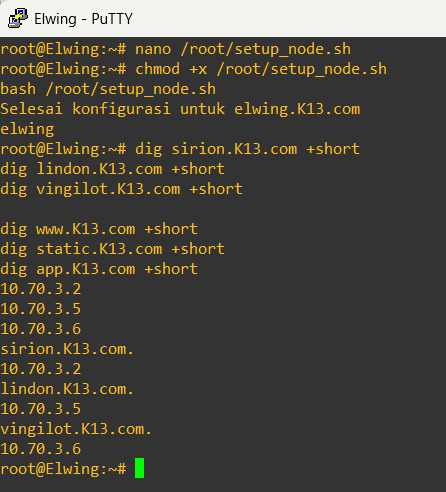 Elwing - PuTTY
root@Elwing:~# nano /root/setup_node.sh
root@Elwing:~# chmod +x /root/setup_node.sh
bash /root/setup_node.sh
Selesai konfigurasi untuk elwing.K13.com
elwing
root@Elwing:~# dig sirion.K13.com +short
dig lindon.K13.com +short
dig vingilot.K13.com +short

dig www.K13.com +short
dig static.K13.com +short
dig app.K13.com +short
10.70.3.2
10.70.3.5
10.70.3.6
sirion.K13.com.
10.70.3.2
lindon.K13.com.
10.70.3.5
vingilot.K13.com.
10.70.3.6
root@Elwing:~#